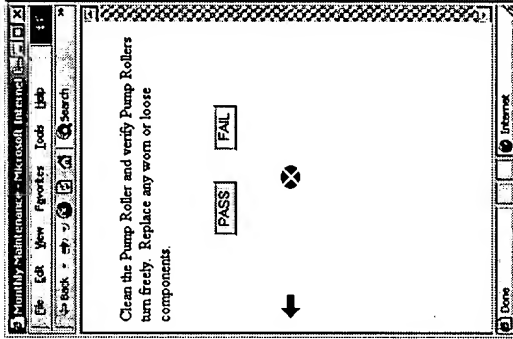 Monthly Maintenance - Microsoft Internet
File Edit View Favorites Tools Help
Back Search
Clean the Pump Roller and verify Pump Rollers
turn freely. Replace any worn or loose
components.
PASS FAIL
Done Internet